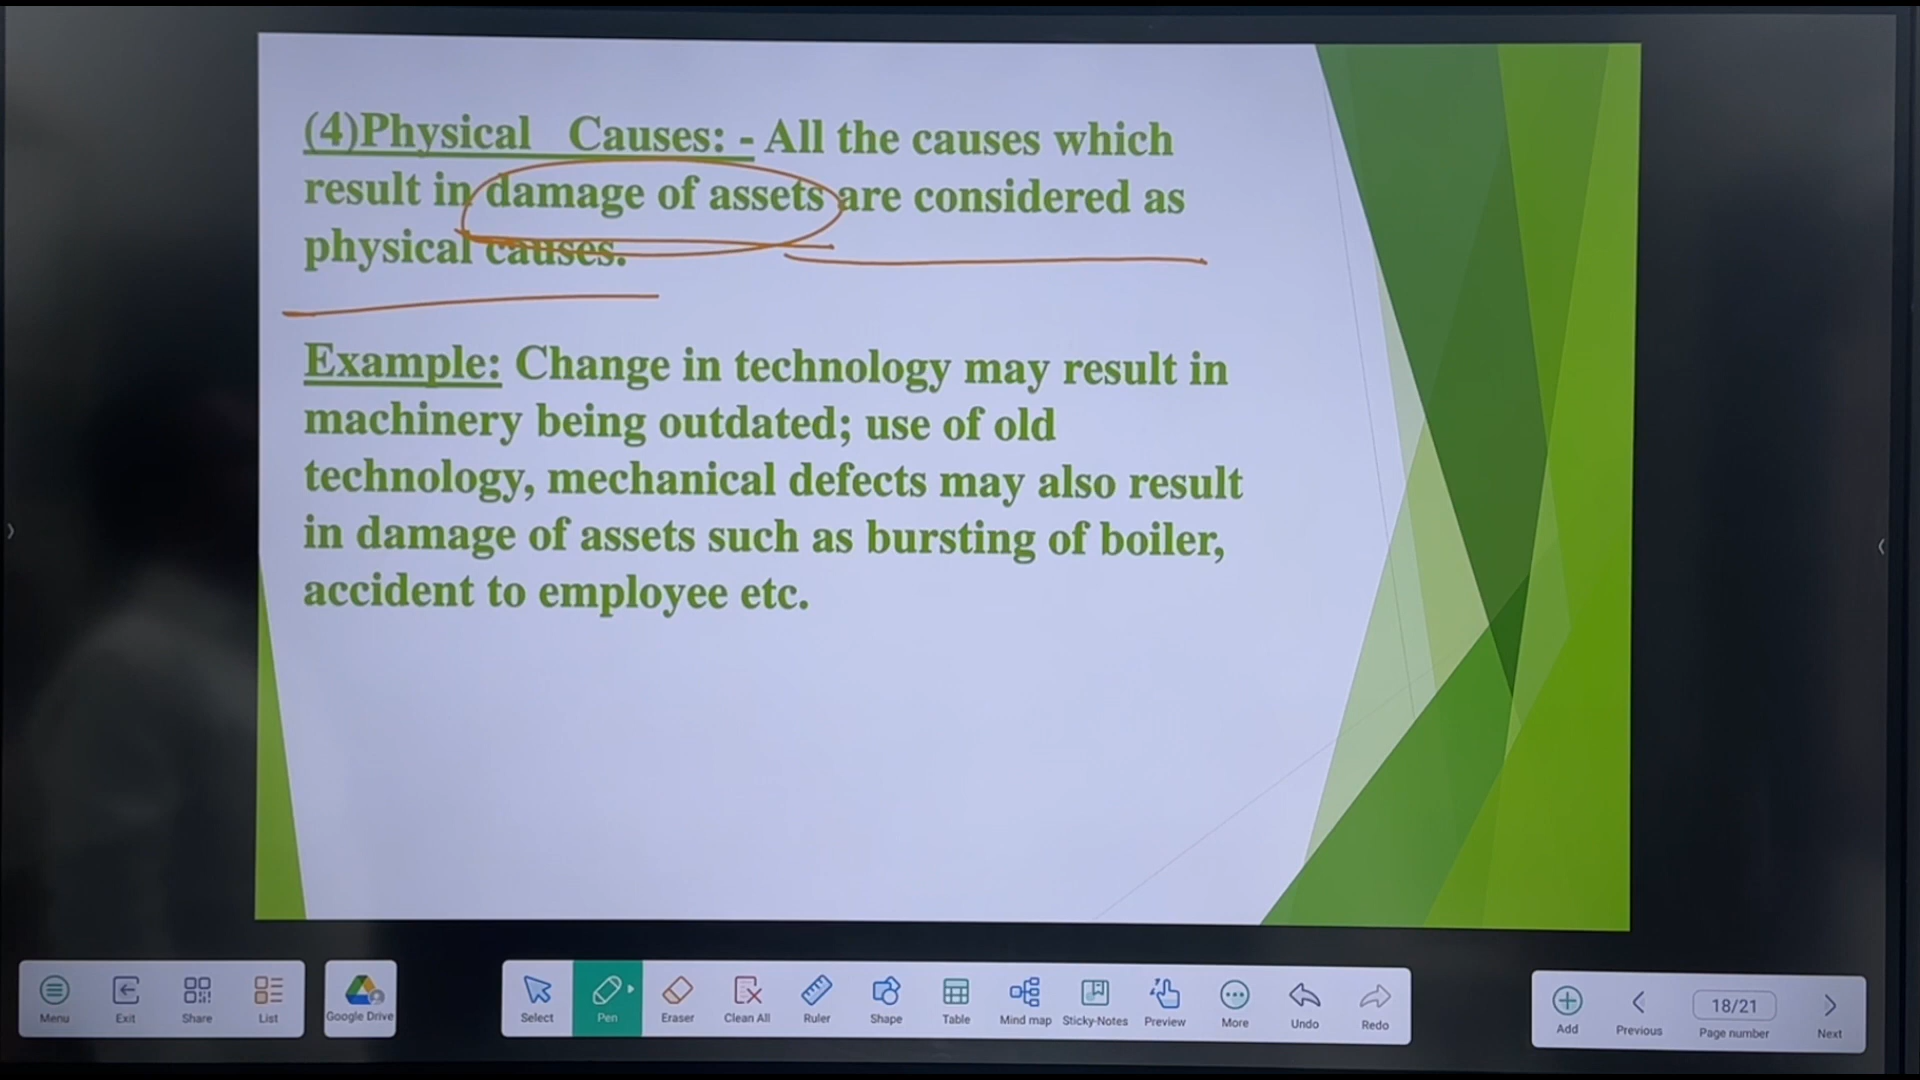 (4)Physical Causes: - All the causes which
result in damage of assets are considered as
physical causes.
Example: Change in technology may result in
machinery being outdated; use of old
technology, mechanical defects may also result
in damage of assets such as bursting of boiler,
accident to employee etc.
Menu Exit Share List Google Drive Select Pen Eraser Clean All Ruler Shape Table Mind map Sticky-Notes Preview More Undo Redo Add Previous 18/21 Page number Next